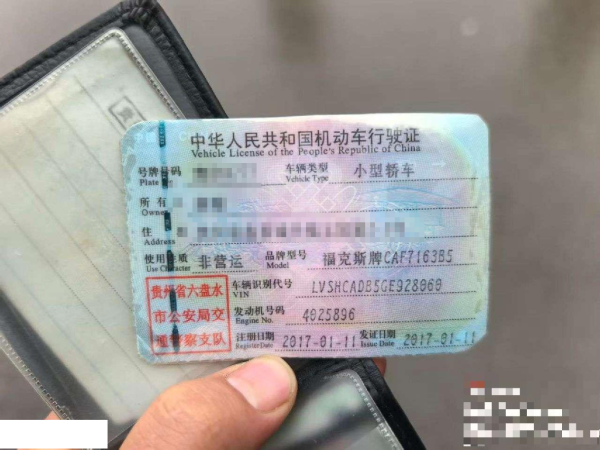 中华人民共和国机动车行驶证
Vehicle License of the People's Republic of China
号牌号码
Plate
车辆类型 小型轿车
Vehicle Type
所有
Owner
住
Address
使用性质 非营运 品牌型号 福克斯牌CAF7163B5
Use Character Model
贵州省六盘水
市公安局交
通警察支队
车辆识别代号 LVSHCADB5GE928060
VIN
发动机号码 4025896
Engine No.
注册日期 2017-01-11 发证日期 2017-01-11
Register Date Issue Date